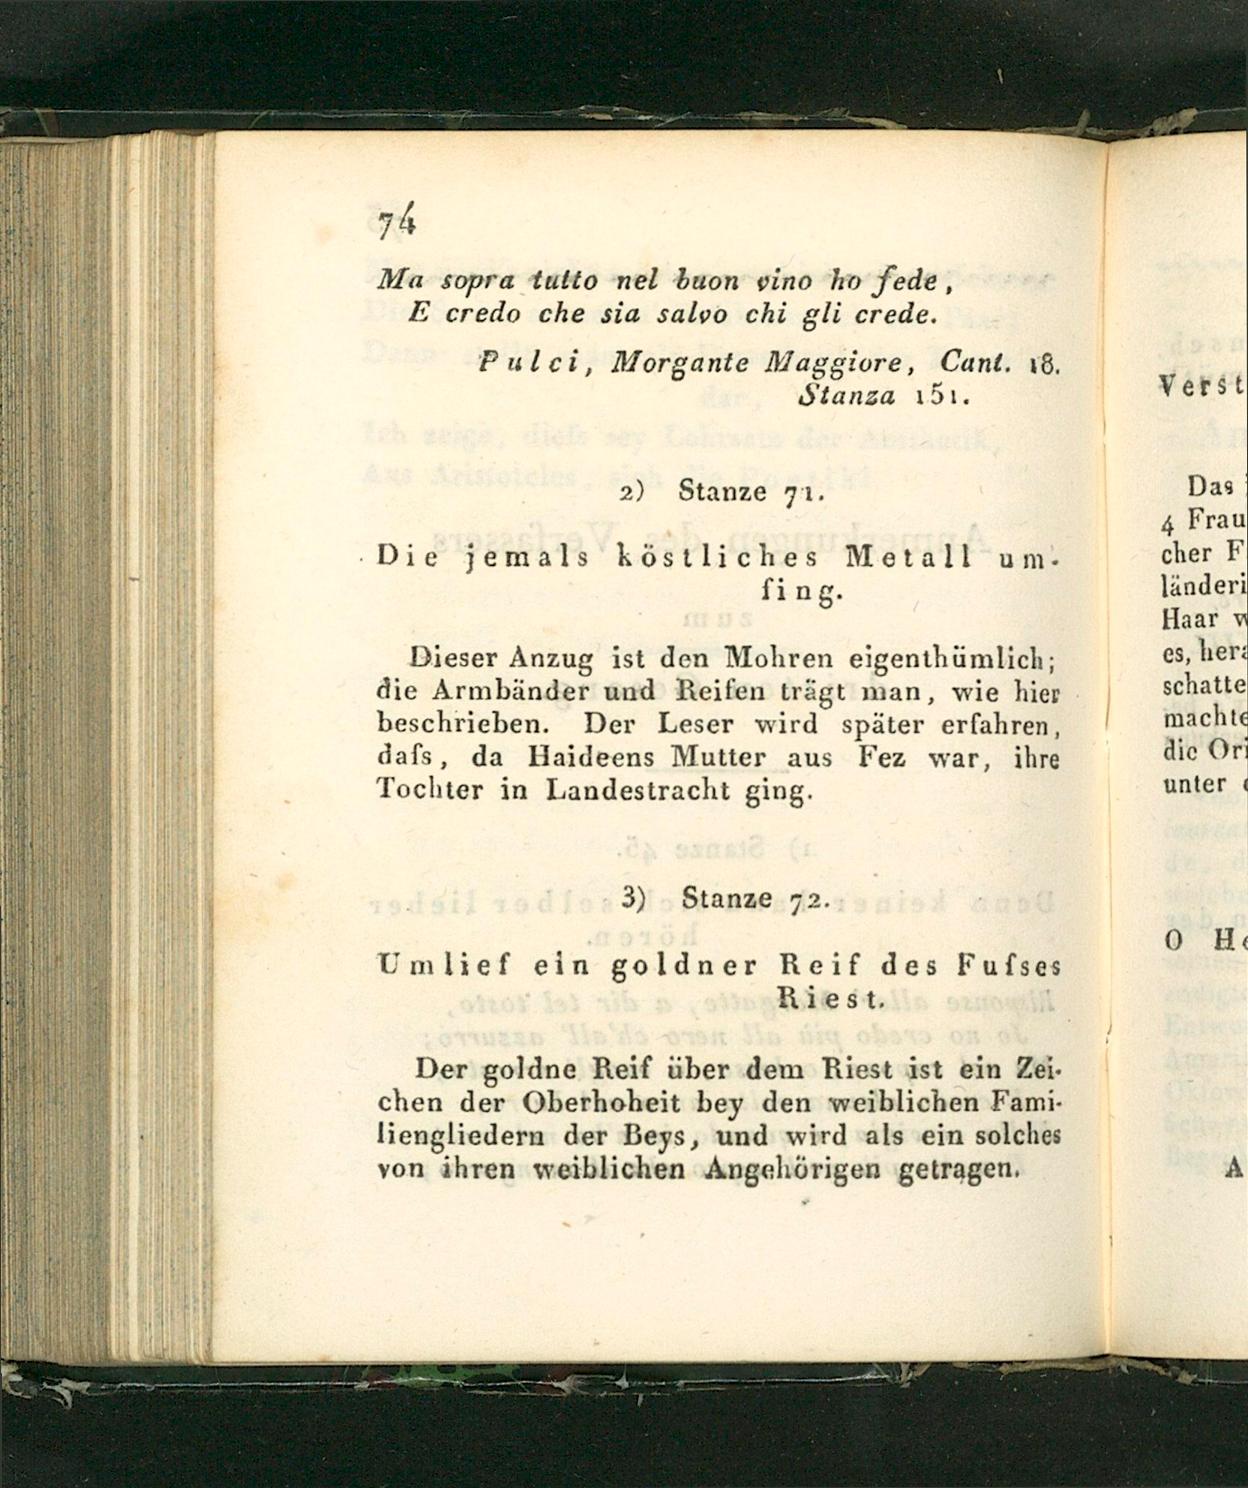 74
Ma sopra tutto nel buon vino ho fede,
E credo che sia salvo chi gli crede.
Pulci, Morgante Maggiore, Cant. 18.
Stanza 151.
2) Stanze 71.
Die jemals köstliches Metall um-
fing.
Dieser Anzug ist den Mohren eigenthümlich;
die Armbänder und Reifen trägt man, wie hier
beschrieben. Der Leser wird später erfahren,
daſs, da Haideens Mutter aus Fez war, ihre
Tochter in Landestracht ging.
3) Stanze 72.
Umlief ein goldner Reif des Fuſses
Riest.
Der goldne Reif über dem Riest ist ein Zei-
chen der Oberhoheit bey den weiblichen Fami-
liengliedern der Beys, und wird als ein solches
von ihren weiblichen Angehörigen getragen.
Verst
Das
4 Frau
cher F
länderi
Haar w
es, hera
schatte
machte
die Ori
unter
O He
A